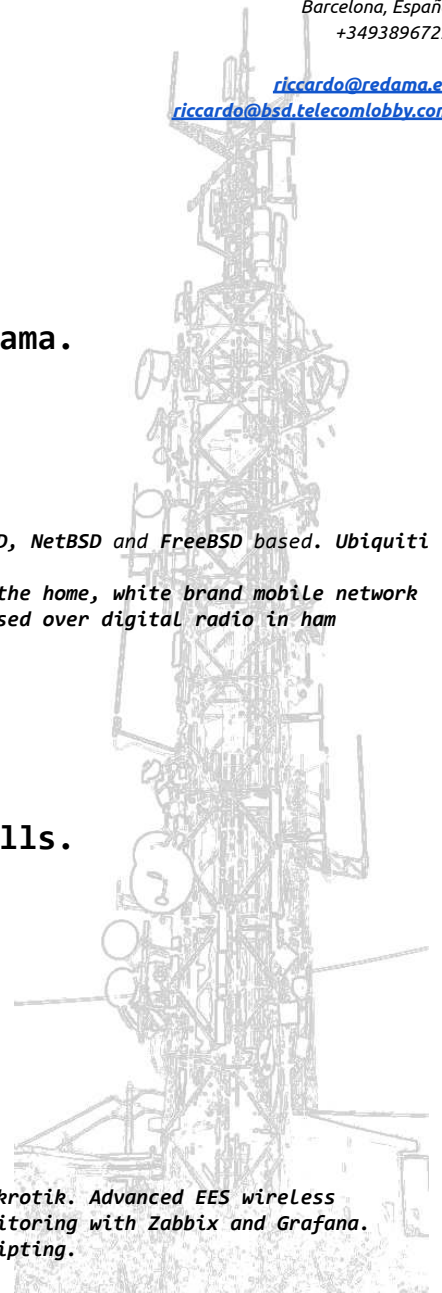 Barcelona, Españ
+349389672
riccardo@redama.e
riccardo@bsd.telecomlobby.co
ama.
D, NetBSD and FreeBSD based. Ubiquiti
the home, white brand mobile network
sed over digital radio in ham
lls.
krotik. Advanced EES wireless
itoring with Zabbix and Grafana.
ipting.